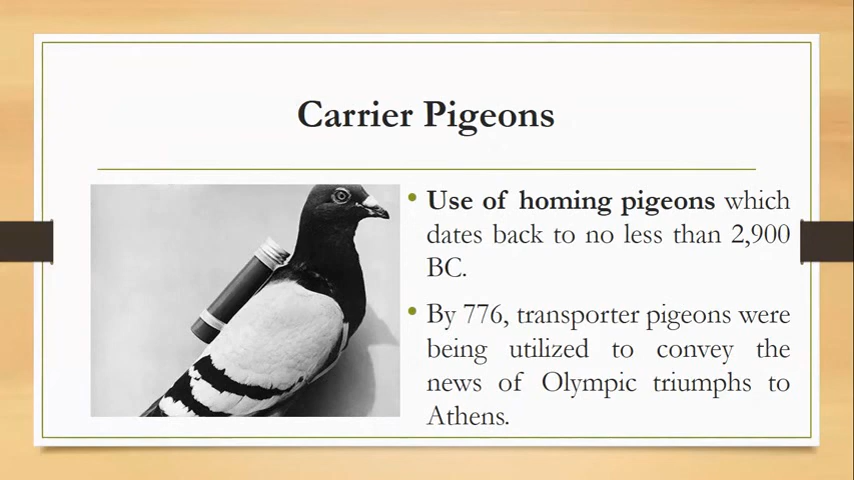 Carrier Pigeons
• Use of homing pigeons which
dates back to no less than 2,900
BC.
• By 776, transporter pigeons were
being utilized to convey the
news of Olympic triumphs to
Athens.